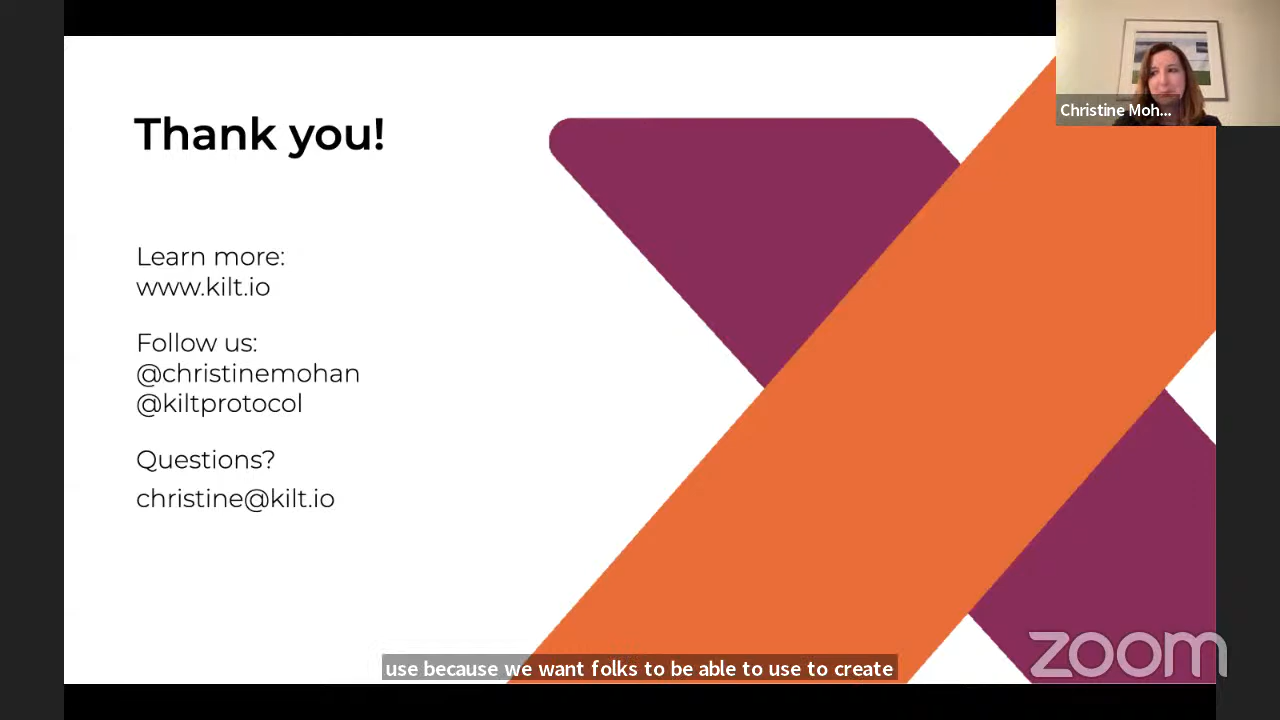 Thank you!
Learn more:
www.kilt.io
Follow us:
@christinemohan
@kiltprotocol
Questions?
christine@kilt.io
Christine Moh...
use because we want folks to be able to use to create
zoom